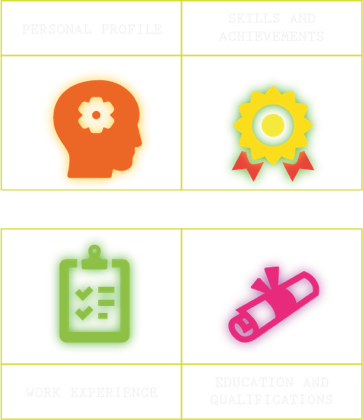 PERSONAL PROFILE
SKILLS AND
ACHIEVEMENTS
WORK EXPERIENCE
EDUCATION AND
QUALIFICATIONS